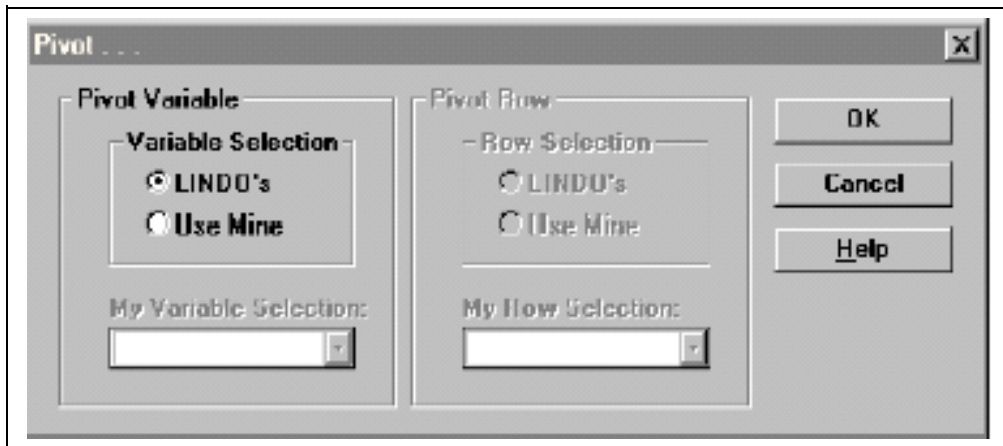 Pivot . . .
Pivot Variable
Variable Selection
LINDO's
Use Mine
My Variable Selection:
Pivot Row
Row Selection
LINDO's
Use Mine
My Row Selection:
OK
Cancel
Help